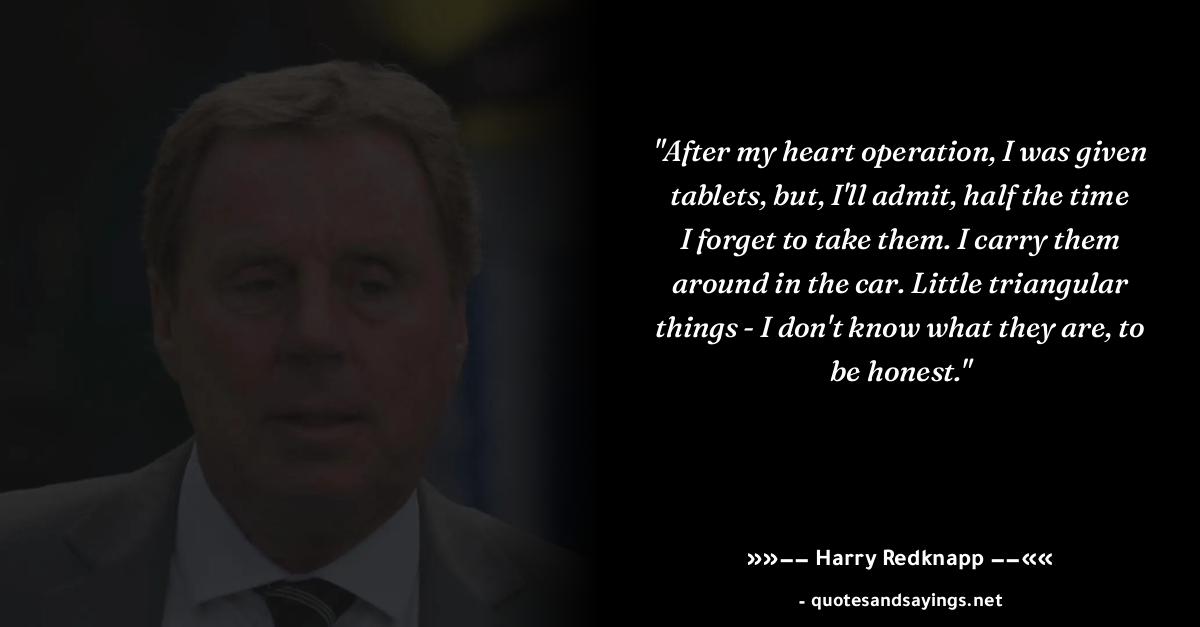 "After my heart operation, I was given
tablets, but, I'll admit, half the time
I forget to take them. I carry them
around in the car. Little triangular
things - I don't know what they are, to
be honest."
»»−− Harry Redknapp −−««
- quotesandsayings.net